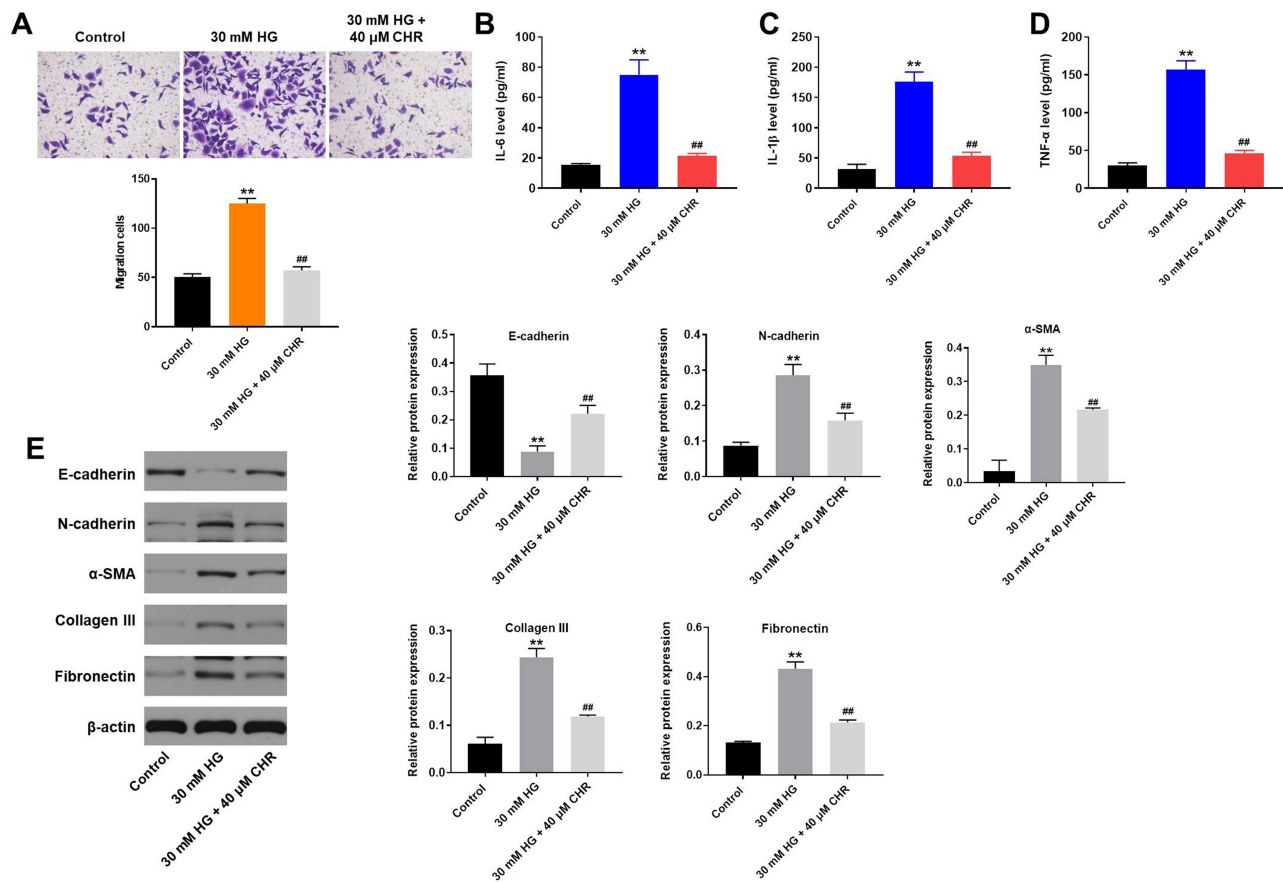 A
Control
30 mM HG
30 mM HG +
40 μM CHR
Migration cells
150
100
50
0
**
##
Control
30 mM HG
30 mM HG + 40 μM CHR
B
IL-6 level (pg/ml)
100
80
60
40
20
0
**
##
Control
30 mM HG
30 mM HG + 40 μM CHR
C
IL-1β level (pg/ml)
250
200
150
100
50
0
**
##
Control
30 mM HG
30 mM HG + 40 μM CHR
D
TNF-α level (pg/ml)
200
150
100
50
0
**
##
Control
30 mM HG
30 mM HG + 40 μM CHR
E
E-cadherin
N-cadherin
α-SMA
Collagen III
Fibronectin
β-actin
Control
30 mM HG
30 mM HG + 40 μM CHR
E-cadherin
Relative protein expression
0.5
0.4
0.3
0.2
0.1
0.0
**
##
Control
30 mM HG
30 mM HG + 40 μM CHR
N-cadherin
Relative protein expression
0.4
0.3
0.2
0.1
0.0
**
##
Control
30 mM HG
30 mM HG + 40 μM CHR
α-SMA
Relative protein expression
0.4
0.3
0.2
0.1
0.0
**
##
Control
30 mM HG
30 mM HG + 40 μM CHR
Collagen III
Relative protein expression
0.3
0.2
0.1
0.0
**
##
Control
30 mM HG
30 mM HG + 40 μM CHR
Fibronectin
Relative protein expression
0.6
0.4
0.2
0.0
**
##
Control
30 mM HG
30 mM HG + 40 μM CHR